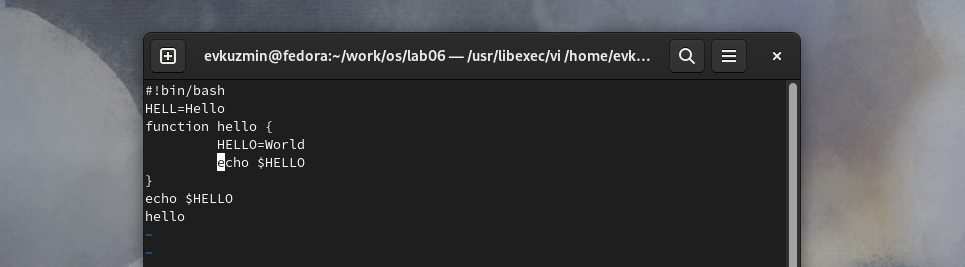 evkuzmin@fedora:~/work/os/lab06 — /usr/libexec/vi /home/evk…
#!bin/bash
HELL=Hello
function hello {
        HELLO=World
        echo $HELLO
}
echo $HELLO
hello
~
~